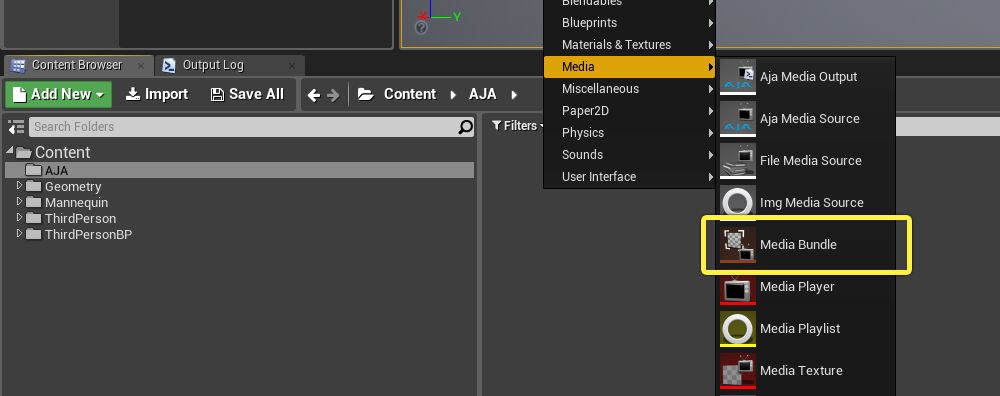 Blendables
Blueprints
Materials & Textures
Media
Miscellaneous
Paper2D
Physics
Sounds
User Interface
Y
Content Browser
Output Log
Add New
Import
Save All
Content
AJA
Search Folders
Filters
Content
AJA
Geometry
Mannequin
ThirdPerson
ThirdPersonBP
Aja Media Output
Aja Media Source
File Media Source
Img Media Source
Media Bundle
Media Player
Media Playlist
Media Texture